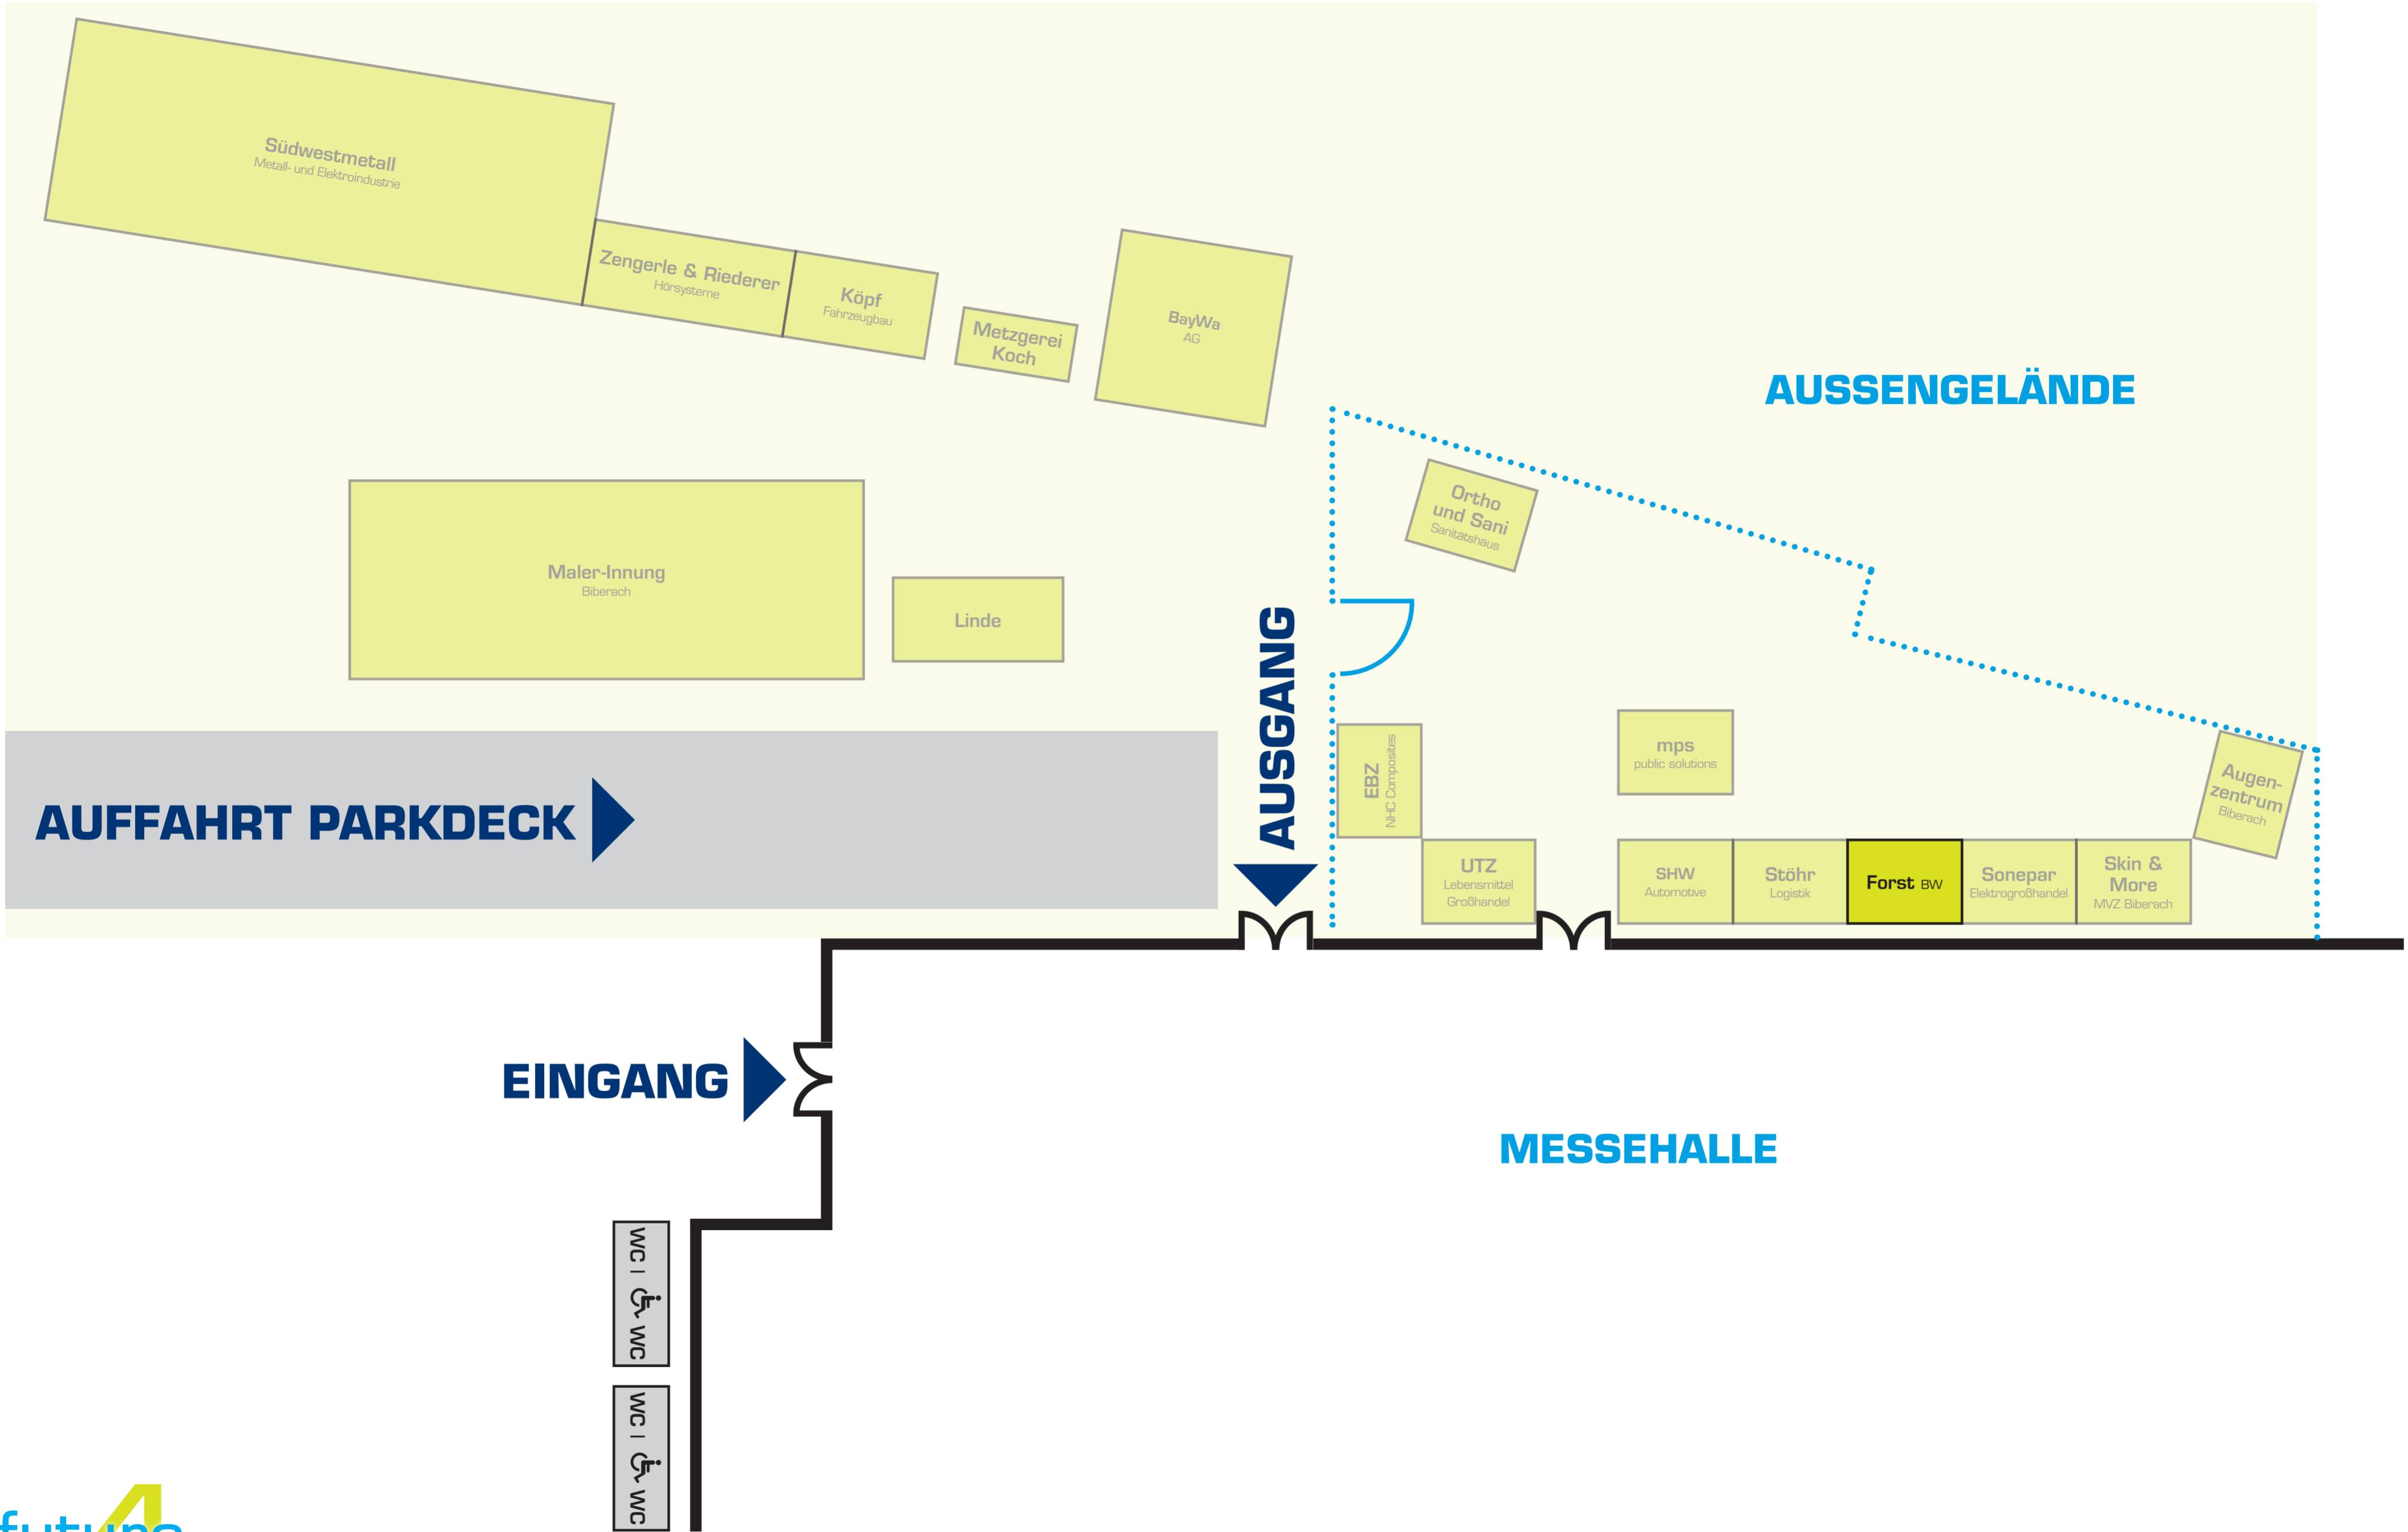 Südwestmetall
Metall- und Elektroindustrie
Zengerle & Riederer
Hörsysteme
Köpf
Fahrzeugbau
Metzgerei
Koch
BayWa
AG
AUSSENGELÄNDE
Ortho
und Sani
Sanitätshaus
Maler-Innung
Biberach
Linde
AUSGANG
AUFFAHRT PARKDECK
EBZ
NHC Composites
mps
public solutions
Augen-
zentrum
Biberach
UTZ
Lebensmittel
Großhandel
SHW
Automotive
Stöhr
Logistik
Forst BW
Sonepar
Elektrogroßhandel
Skin &
More
MVZ Biberach
EINGANG
MESSEHALLE
WC | WC
WC | WC
future
4